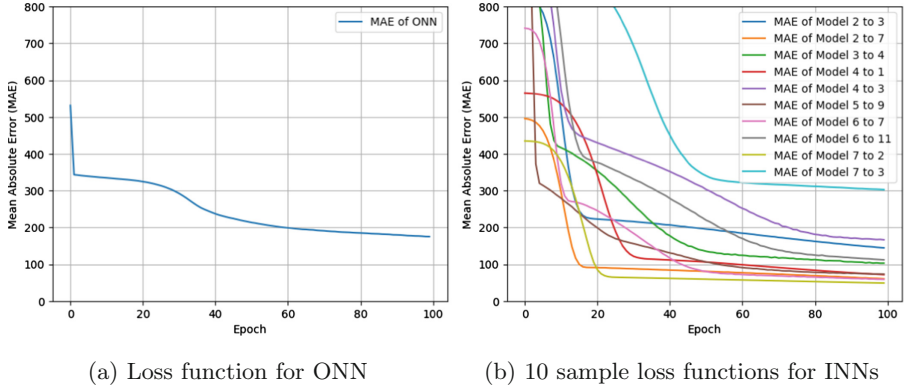 800
700
600
500
400
300
200
100
0
Mean Absolute Error (MAE)
MAE of ONN
0 20 40 60 80 100
Epoch
(a) Loss function for ONN
800
700
600
500
400
300
200
100
0
Mean Absolute Error (MAE)
MAE of Model 2 to 3
MAE of Model 2 to 7
MAE of Model 3 to 4
MAE of Model 4 to 1
MAE of Model 4 to 3
MAE of Model 5 to 9
MAE of Model 6 to 7
MAE of Model 6 to 11
MAE of Model 7 to 2
MAE of Model 7 to 3
0 20 40 60 80 100
Epoch
(b) 10 sample loss functions for INNs